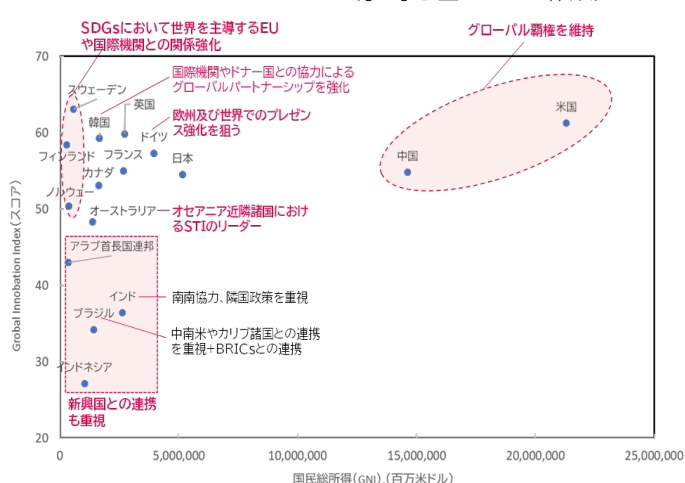 SDGsにおいて世界を主導するEU
や国際機関との関係強化
グローバル覇権を維持
70
スウェーデン
国際機関やドナー国との協力による
グローバルパートナーシップを強化
英国
米国
韓国
欧州及び世界でのプレゼン
ス強化を狙う
60
ドイツ
フィンランド
フランス
日本
中国
カナダ
ノルウェー
50
オーストラリア
オセアニア近隣諸国におけ
るSTIのリーダー
アラブ首長国連邦
40
インド
南南協力、隣国政策を重視
ブラジル
中南米やカリブ諸国との連携
を重視+BRICsとの連携
30
インドネシア
新興国との連携
も重視
20
0
5,000,000
10,000,000
15,000,000
20,000,000
25,000,000
国民総所得(GNI),(百万米ドル)
Grobal Innobation Index(スコア)